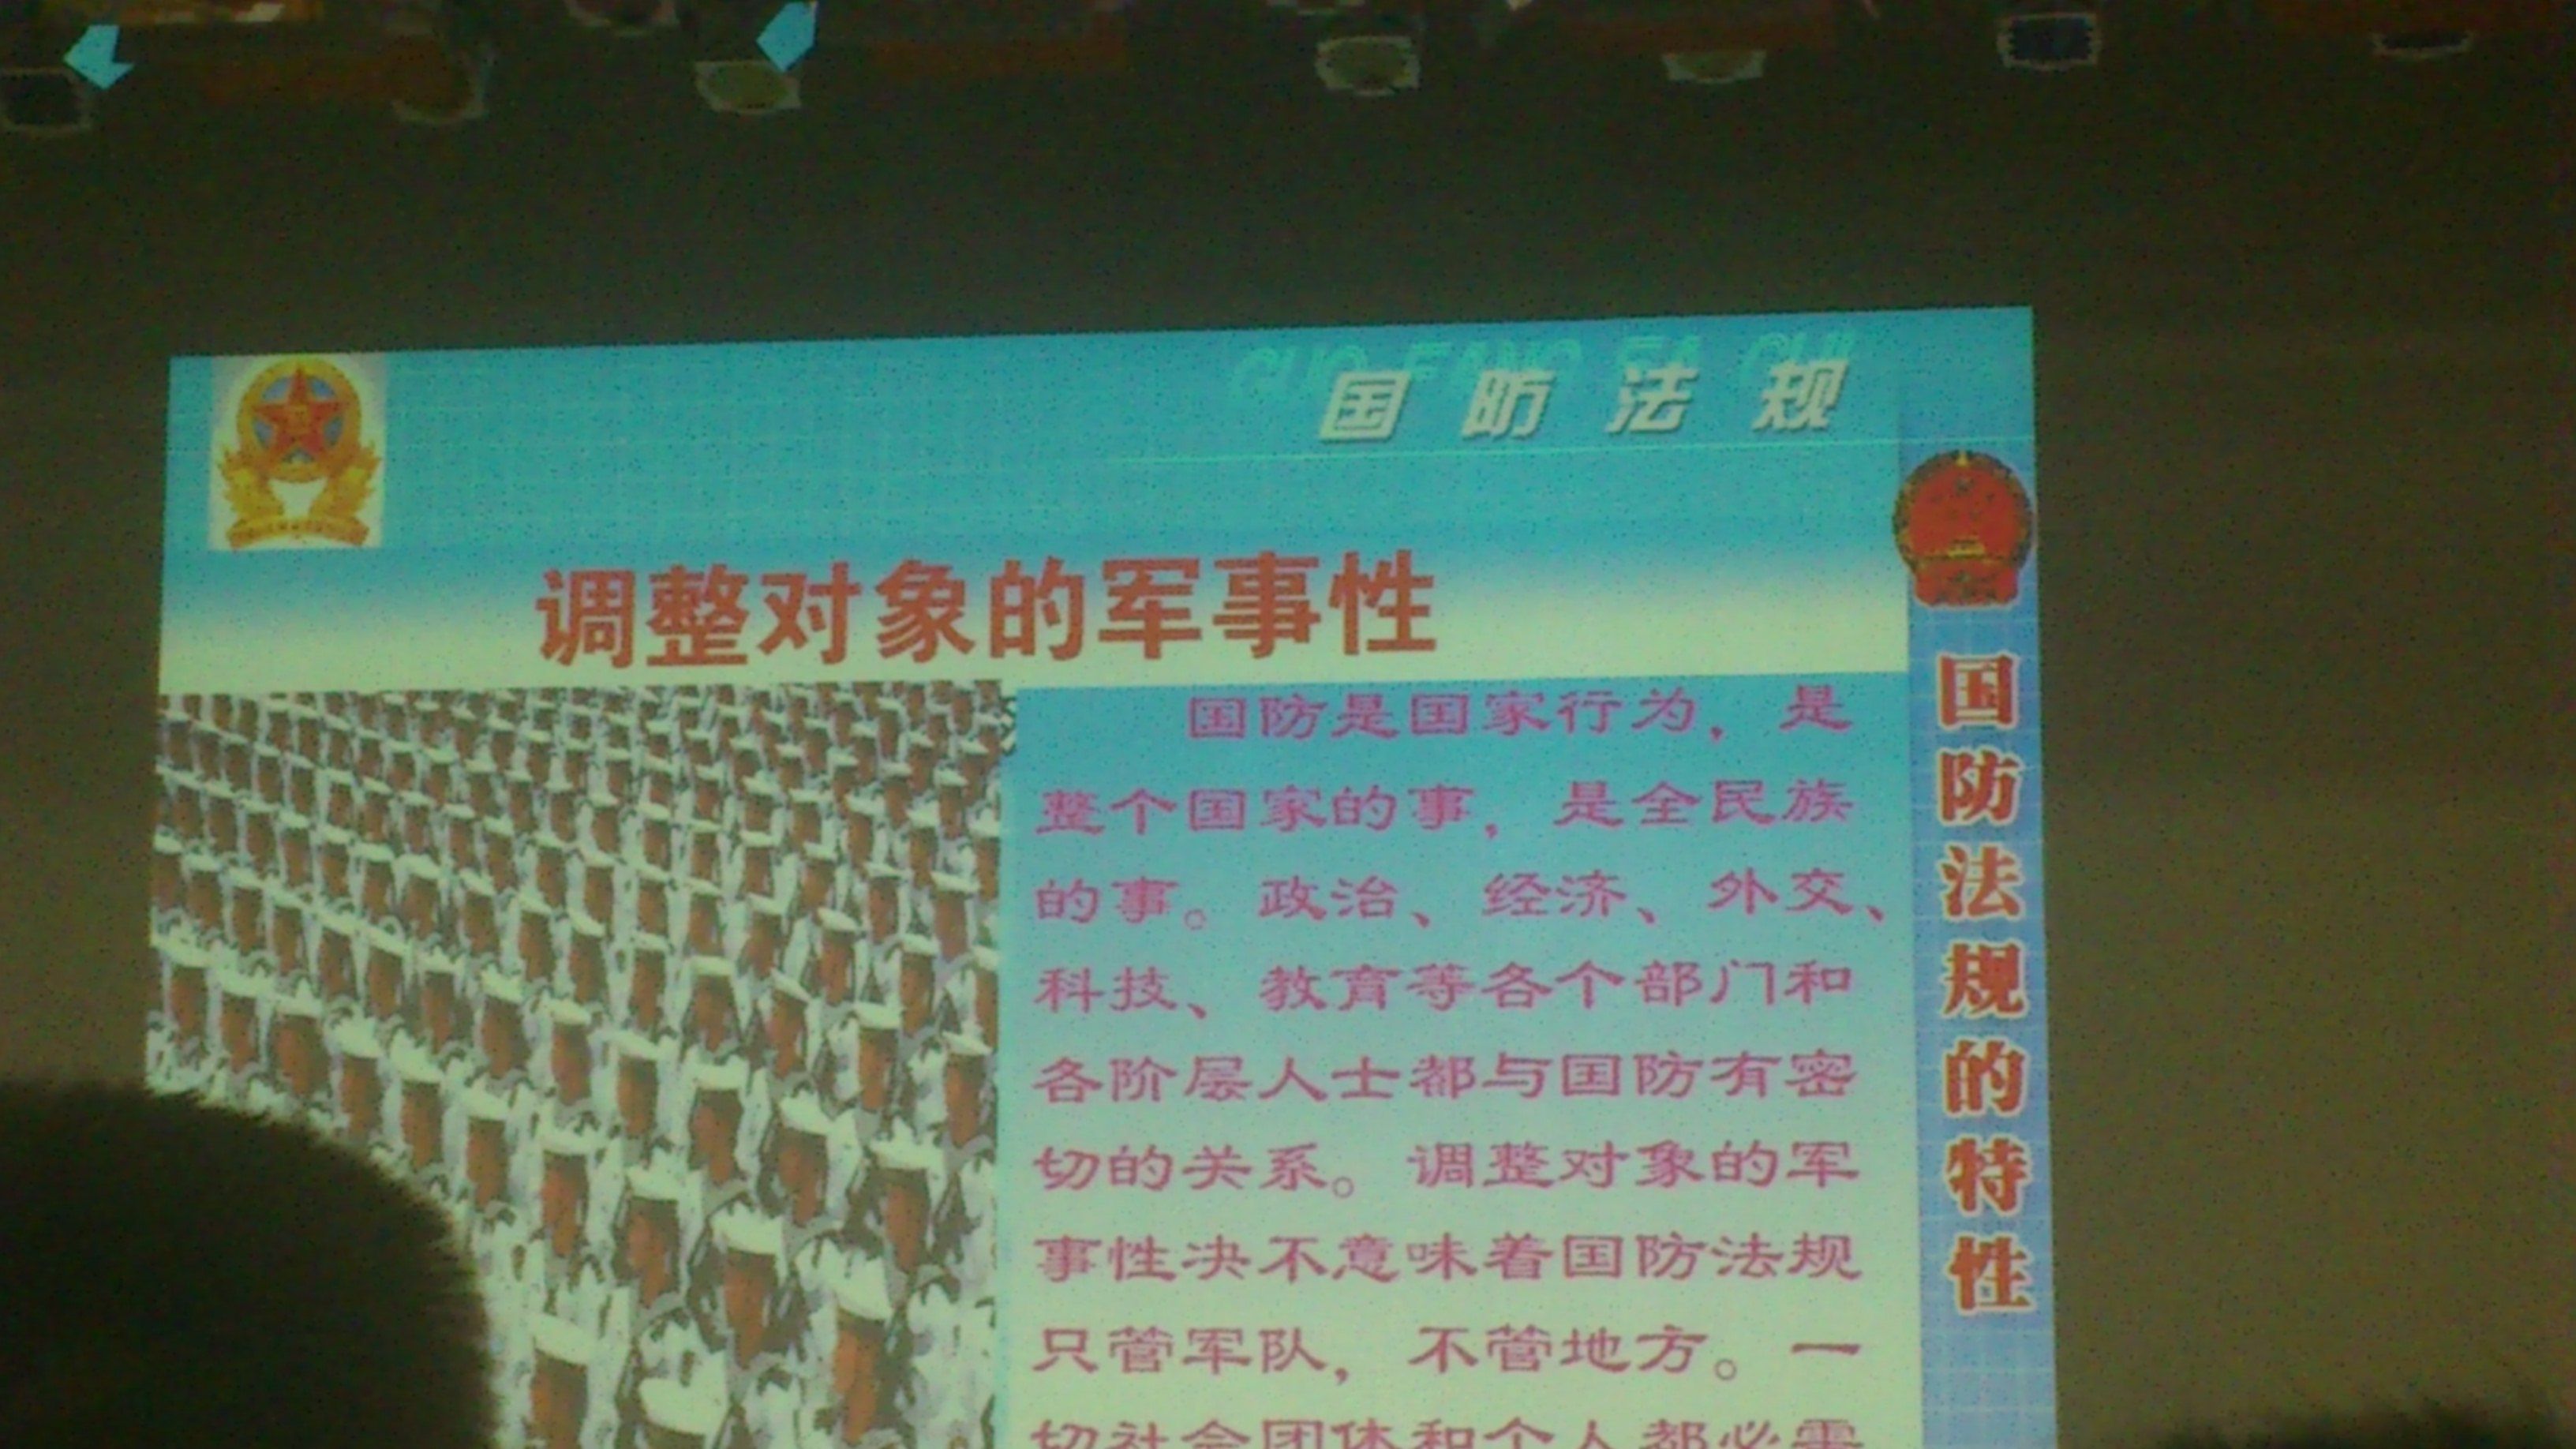 GUO FANG FA GUI
国防法规
调整对象的军事性
国防是国家行为，是
整个国家的事，是全民族
的事。政治、经济、外交、
科技、教育等各个部门和
各阶层人士都与国防有密
切的关系。调整对象的军
事性决不意味着国防法规
只管军队，不管地方。一
切社会团体和个人都必需
国防法规的特性